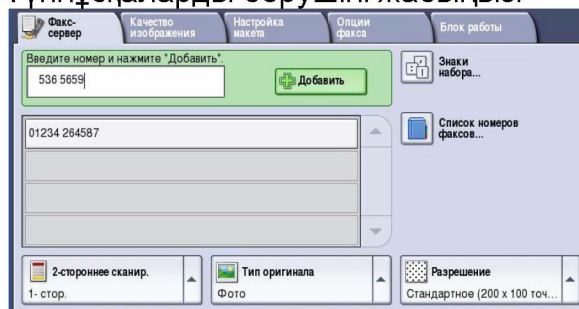 Факс-
сервер
Качество
изображения
Настройка
макета
Опции
факса
Блок работы
Введите номер и нажмите "Добавить".
536 5659
Добавить
Знаки
набора...
01234 264587
Список номеров
факсов...
2-стороннее сканир.
1- стор.
Тип оригинала
Фото
Разрешение
Стандартное (200 x 100 точ...